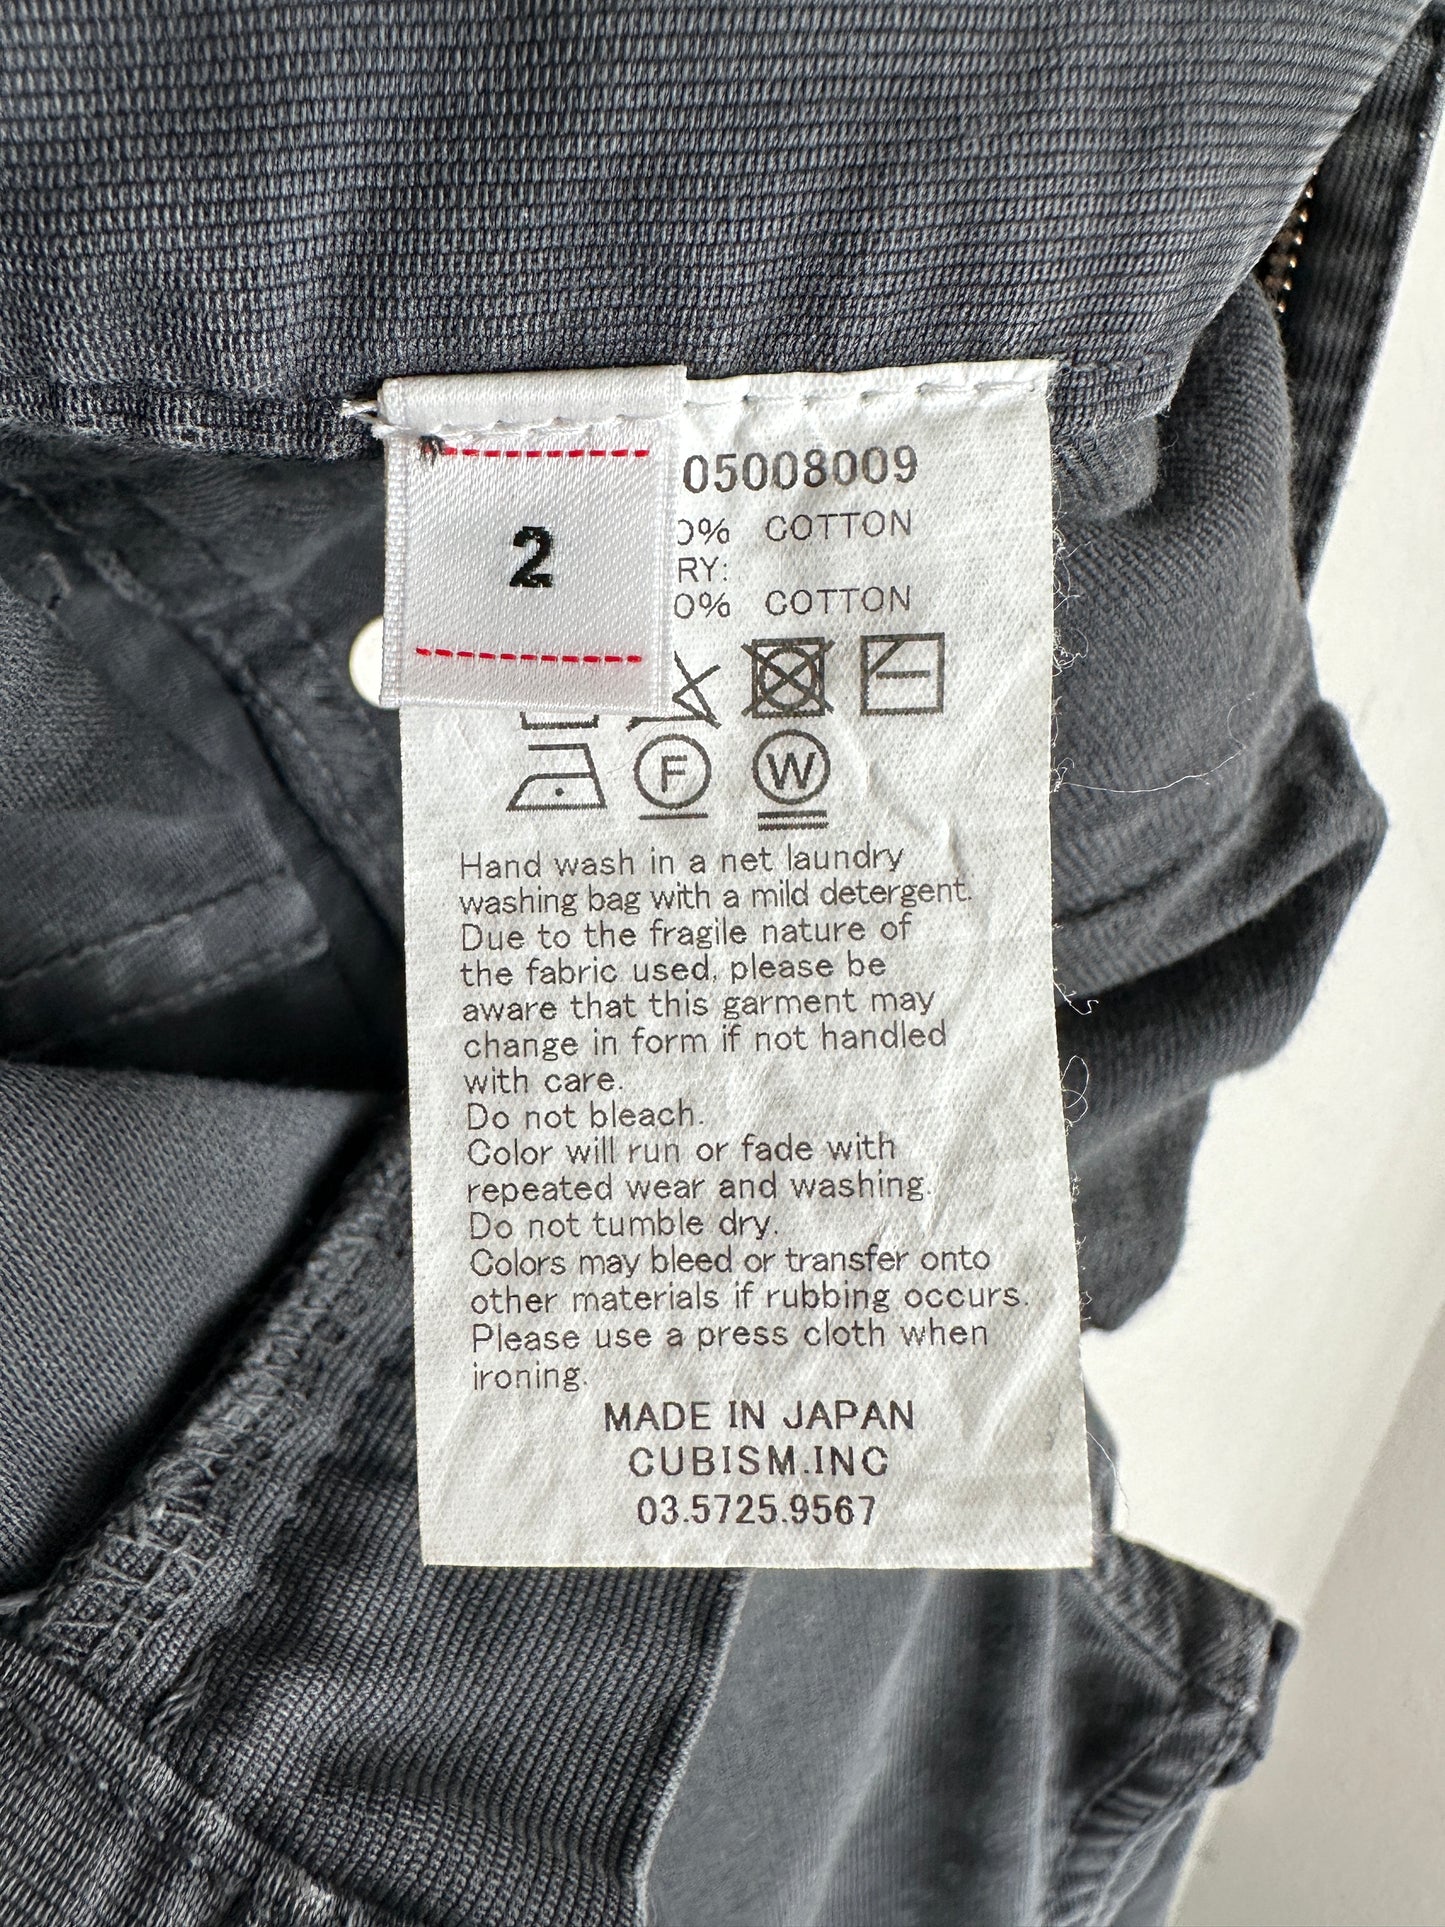 2
05008009
0% COTTON
RY:
0% COTTON
F W
Hand wash in a net laundry
washing bag with a mild detergent.
Due to the fragile nature of
the fabric used, please be
aware that this garment may
change in form if not handled
with care.
Do not bleach.
Color will run or fade with
repeated wear and washing.
Do not tumble dry.
Colors may bleed or transfer onto
other materials if rubbing occurs.
Please use a press cloth when
ironing.
MADE IN JAPAN
CUBISM.INC
03.5725.9567